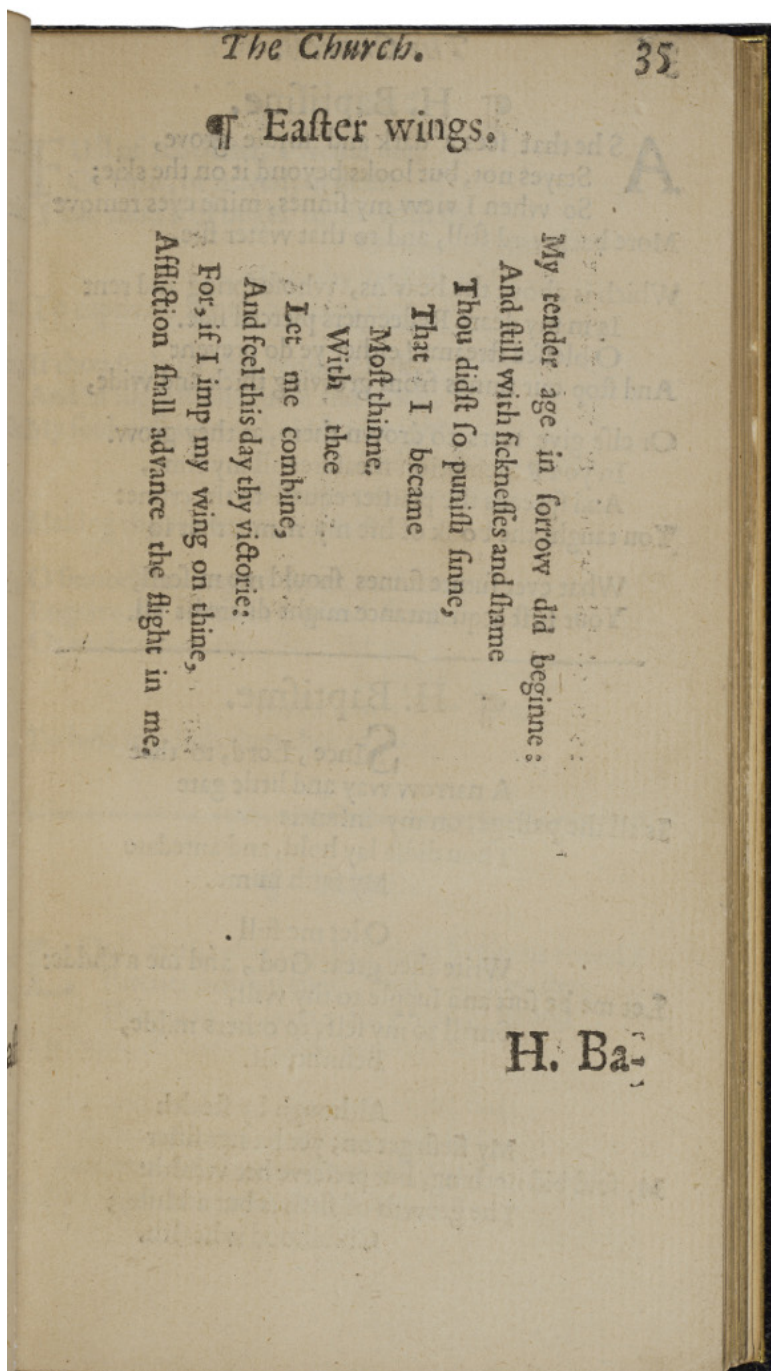 The Church.
35
¶ Eaſter wings.
My tender age in ſorrow did beginne:
And ſtill with ſickneſſes and ſhame
Thou didſt ſo puniſh ſinne,
That I became
Moſt thinne.
With thee
Let me combine,
And feel this day thy victorie:
For, if I imp my wing on thine,
Affliction ſhall advance the flight in me.
H. Ba-